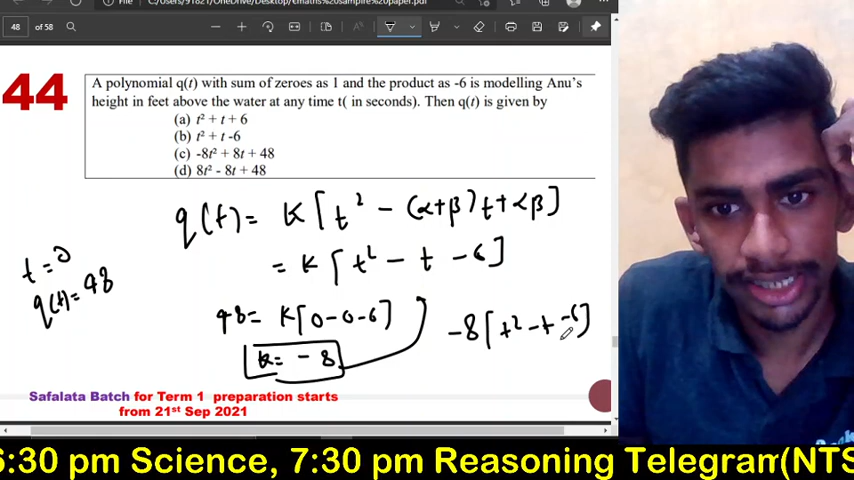 48 of 58
44
A polynomial q(t) with sum of zeroes as 1 and the product as -6 is modelling Anu's
height in feet above the water at any time t( in seconds). Then q(t) is given by
(a) t² + t + 6
(b) t² + t -6
(c) -8t² + 8t + 48
(d) 8t² - 8t + 48
q(t) = k[t² - (α+β)t+αβ]
= k[t² - t - 6]
t = 0
q(t) = 48
48 = k[0-0-6]
k = - 8
-8[t² - t -6]
Safalata Batch for Term 1 preparation starts
from 21st Sep 2021
6:30 pm Science, 7:30 pm Reasoning Telegram(NTS